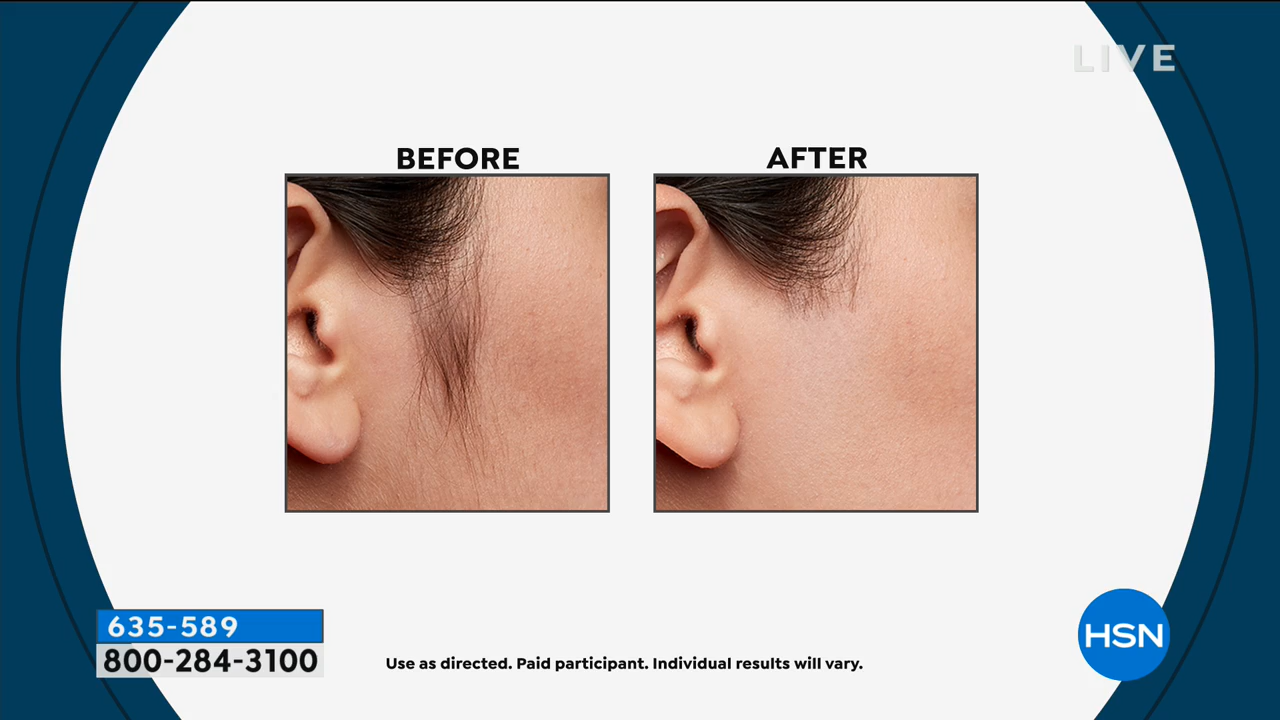 LIVE
BEFORE
AFTER
635-589
800-284-3100
Use as directed. Paid participant. Individual results will vary.
HSN